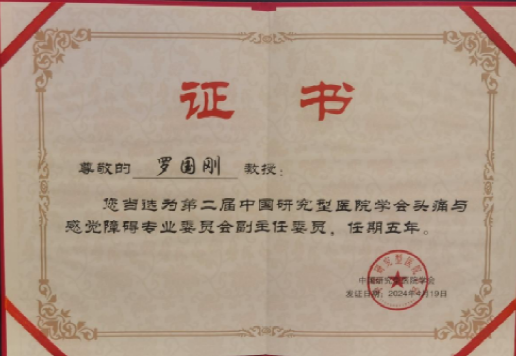 证 书
尊敬的 罗国刚 教授：
您当选为第二届中国研究型医院学会头痛与
感觉障碍专业委员会副主任委员，任期五年。
中国研究型医院学会
发证日期：2024年4月19日